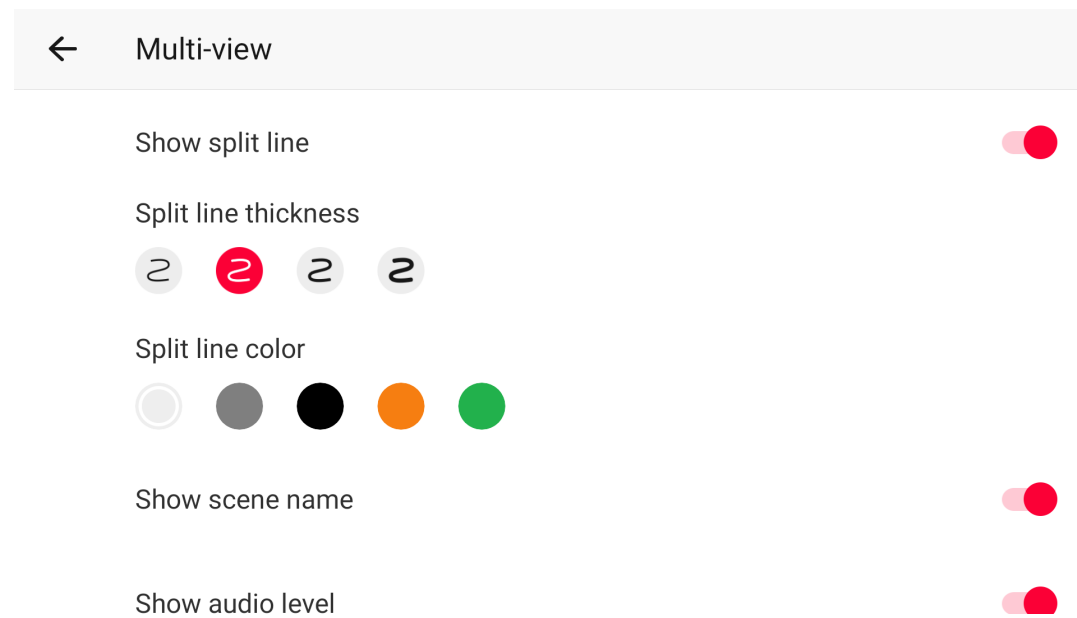 Multi-view
Show split line
Split line thickness
Split line color
Show scene name
Show audio level